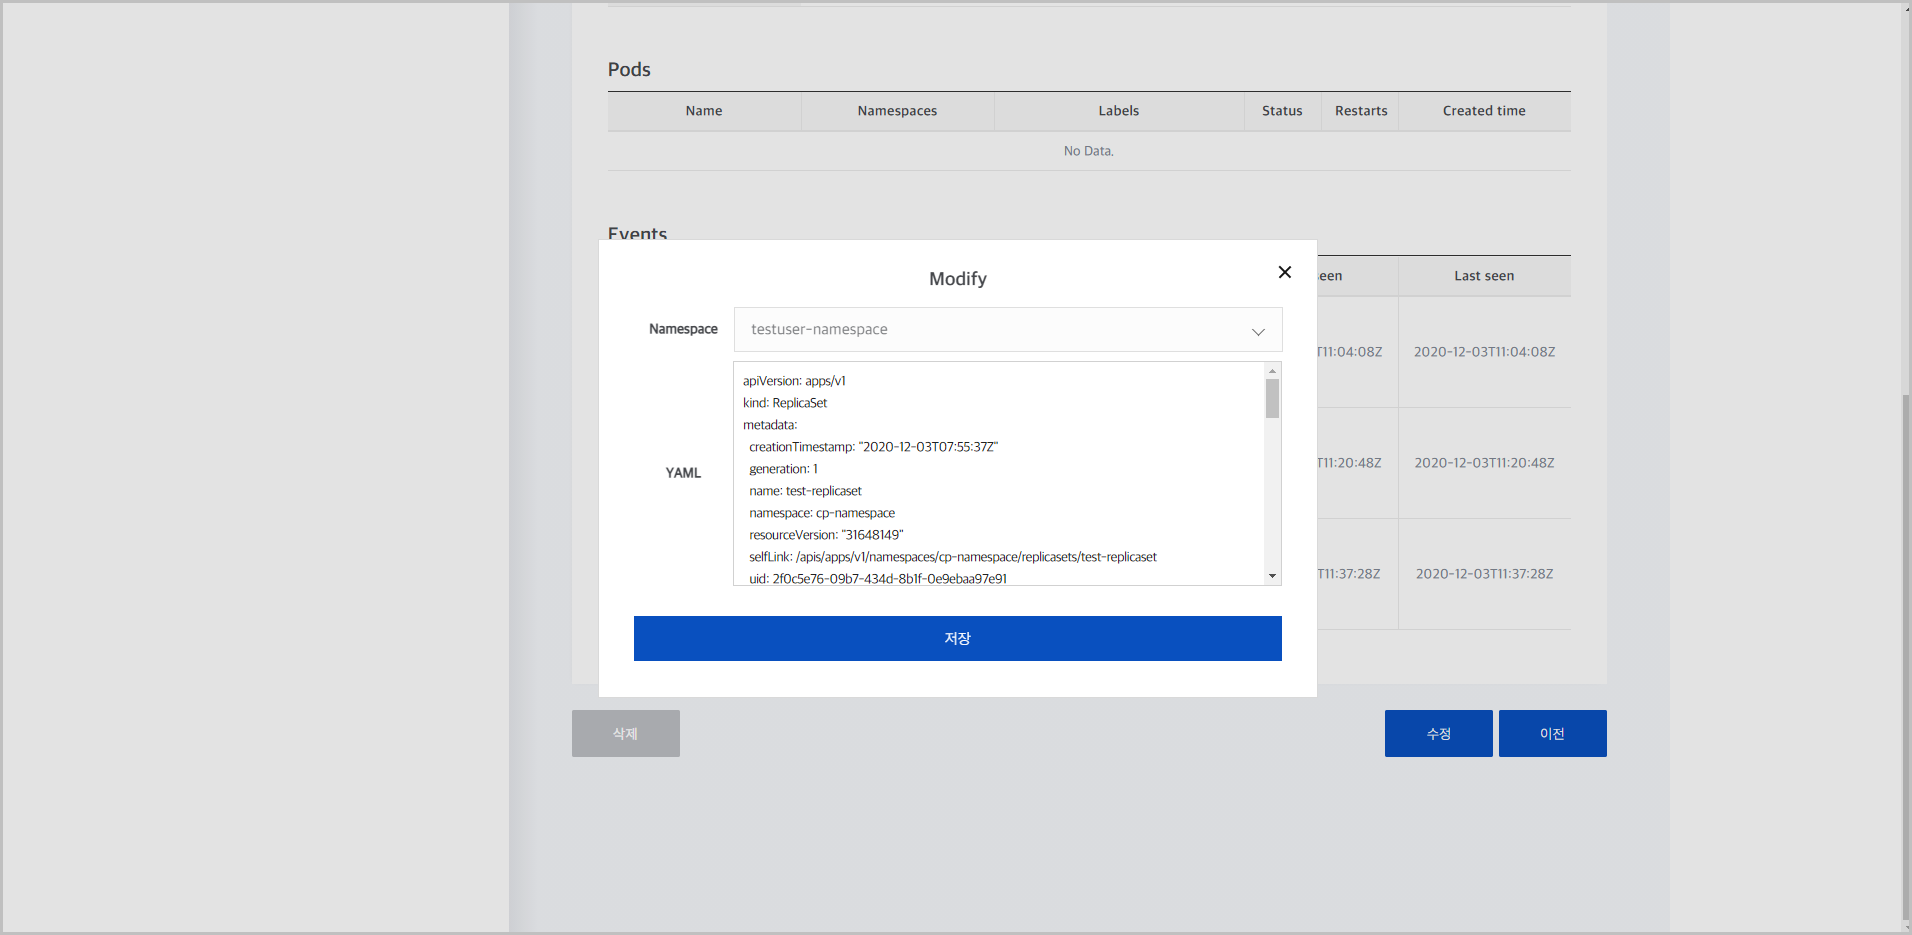 Pods
Name Namespaces Labels Status Restarts Created time
No Data.
Events
een Last seen
Modify
Namespace testuser-namespace
YAML
apiVersion: apps/v1
kind: ReplicaSet
metadata:
creationTimestamp: "2020-12-03T07:55:37Z"
generation: 1
name: test-replicaset
namespace: cp-namespace
resourceVersion: "31648149"
selfLink: /apis/apps/v1/namespaces/cp-namespace/replicasets/test-replicaset
uid: 2f0c5e76-09b7-434d-8b1f-0e9ebaa97e91
T11:04:08Z 2020-12-03T11:04:08Z
T11:20:48Z 2020-12-03T11:20:48Z
T11:37:28Z 2020-12-03T11:37:28Z
저장
삭제 수정 이전